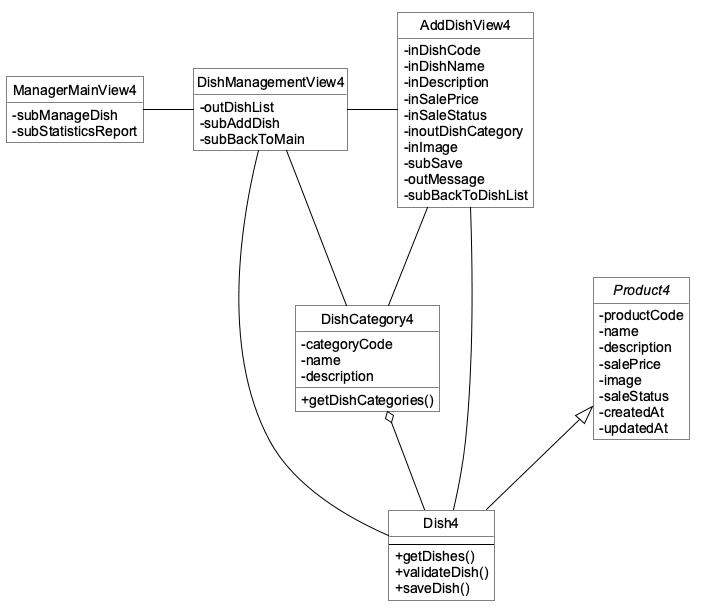 AddDishView4
-inDishCode
-inDishName
-inDescription
-inSalePrice
-inSaleStatus
-inoutDishCategory
-inImage
-subSave
-outMessage
-subBackToDishList
DishManagementView4
-outDishList
-subAddDish
-subBackToMain
ManagerMainView4
-subManageDish
-subStatisticsReport
Product4
-productCode
-name
-description
-salePrice
-image
-saleStatus
-createdAt
-updatedAt
DishCategory4
-categoryCode
-name
-description
+getDishCategories()
Dish4
+getDishes()
+validateDish()
+saveDish()